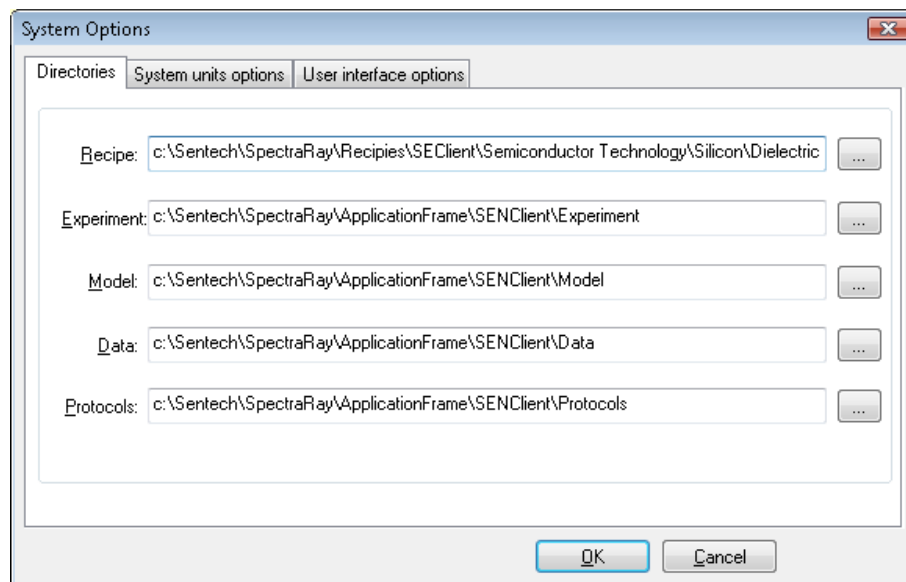 System Options
Directories System units options User interface options
Recipe: c:\Sentech\SpectraRay\Recipies\SEClient\Semiconductor Technology\Silicon\Dielectric ...
Experiment: c:\Sentech\SpectraRay\ApplicationFrame\SENClient\Experiment ...
Model: c:\Sentech\SpectraRay\ApplicationFrame\SENClient\Model ...
Data: c:\Sentech\SpectraRay\ApplicationFrame\SENClient\Data ...
Protocols: c:\Sentech\SpectraRay\ApplicationFrame\SENClient\Protocols ...
OK Cancel